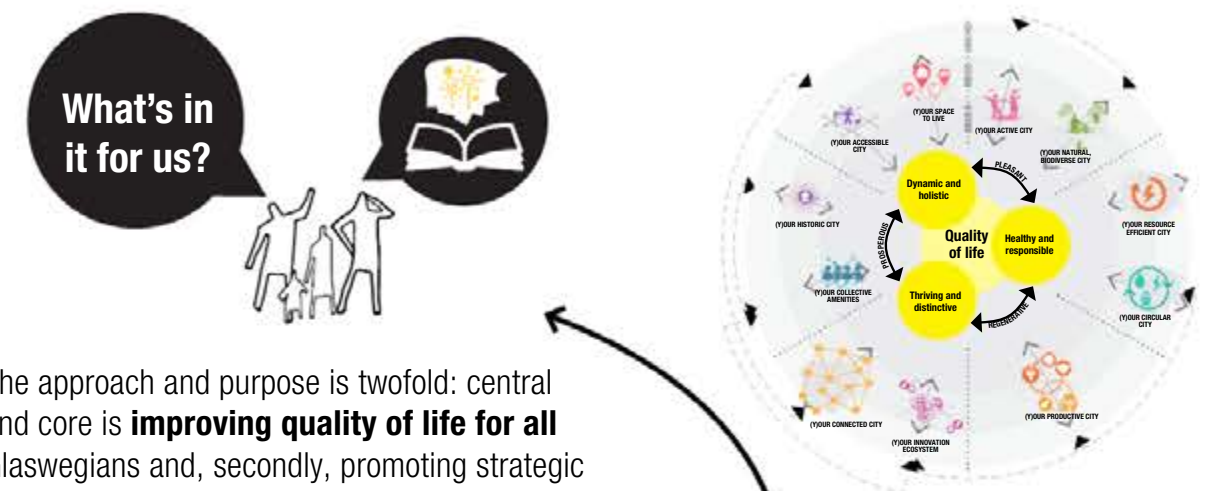 What's in
it for us?
(Y)OUR SPACE
TO LIVE
(Y)OUR ACTIVE CITY
(Y)OUR ACCESSIBLE
CITY
(Y)OUR NATURAL,
BIODIVERSE CITY
PLEASANT
Dynamic and
holistic
(Y)OUR HISTORIC CITY
(Y)OUR RESOURCE
EFFICIENT CITY
PROSPEROUS
Quality
of life
Healthy and
responsible
(Y)OUR COLLECTIVE
AMENITIES
Thriving and
distinctive
REGENERATIVE
(Y)OUR CIRCULAR
CITY
(Y)OUR CONNECTED CITY
(Y)OUR PRODUCTIVE CITY
(Y)OUR INNOVATION
ECOSYSTEM
he approach and purpose is twofold: central
nd core is improving quality of life for all
laswegians and, secondly, promoting strategic